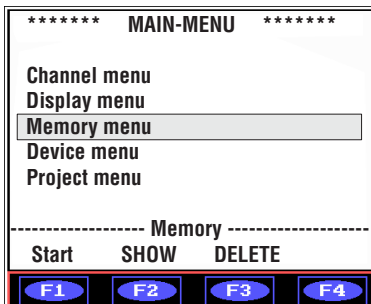 ******* MAIN-MENU *******
Channel menu
Display menu
Memory menu
Device menu
Project menu
------------------ Memory -------------------
Start SHOW DELETE
F1 F2 F3 F4